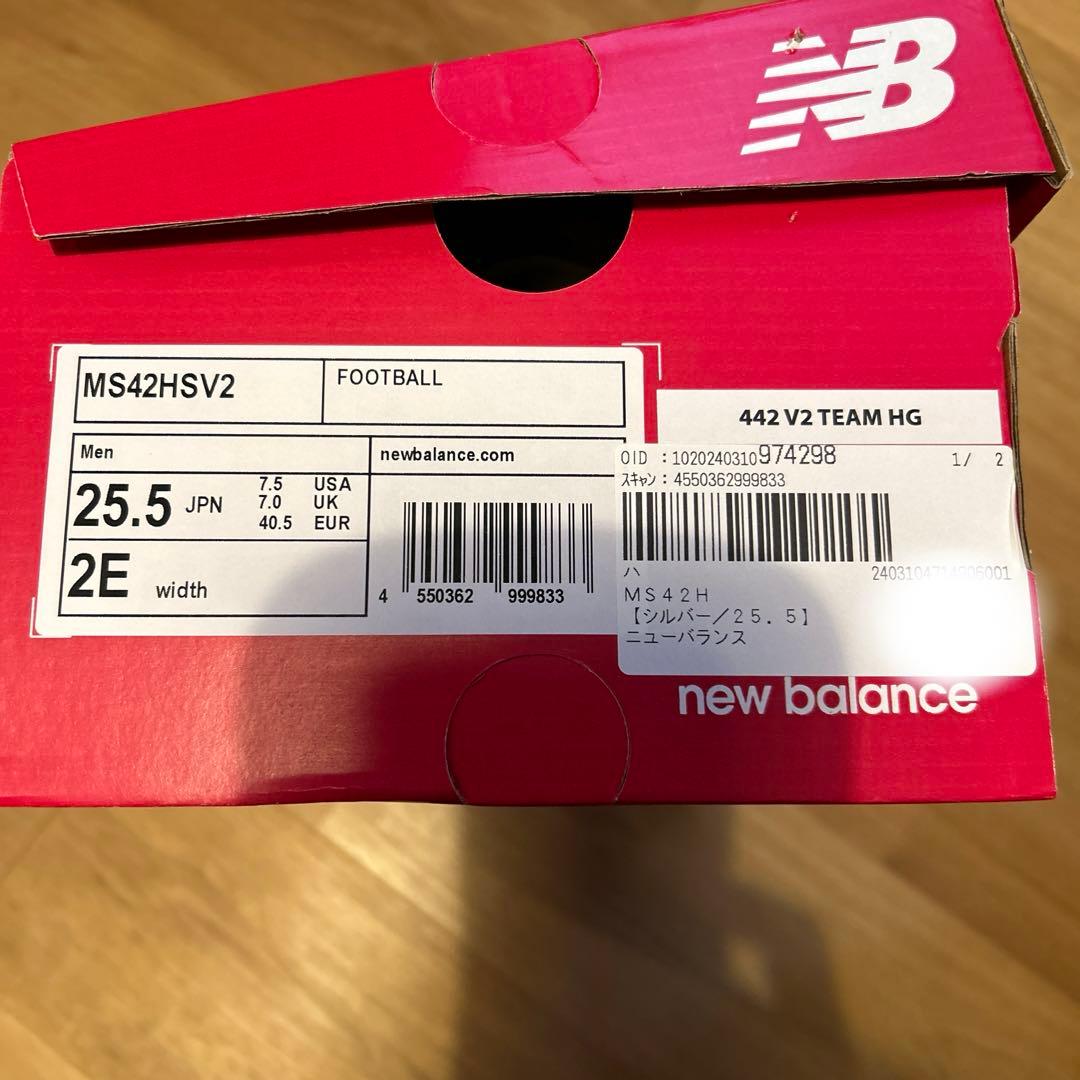 NB
MS42HSV2
FOOTBALL
Men
25.5 JPN
7.5 USA
7.0 UK
40.5 EUR
2E width
newbalance.com
4 550362 999833
442 V2 TEAM HG
OID :1020240310974298 1/ 2
ｽｷｬﾝ:4550362999833
ハ
MS42H
【シルバー/25.5】
ニューバランス
new balance